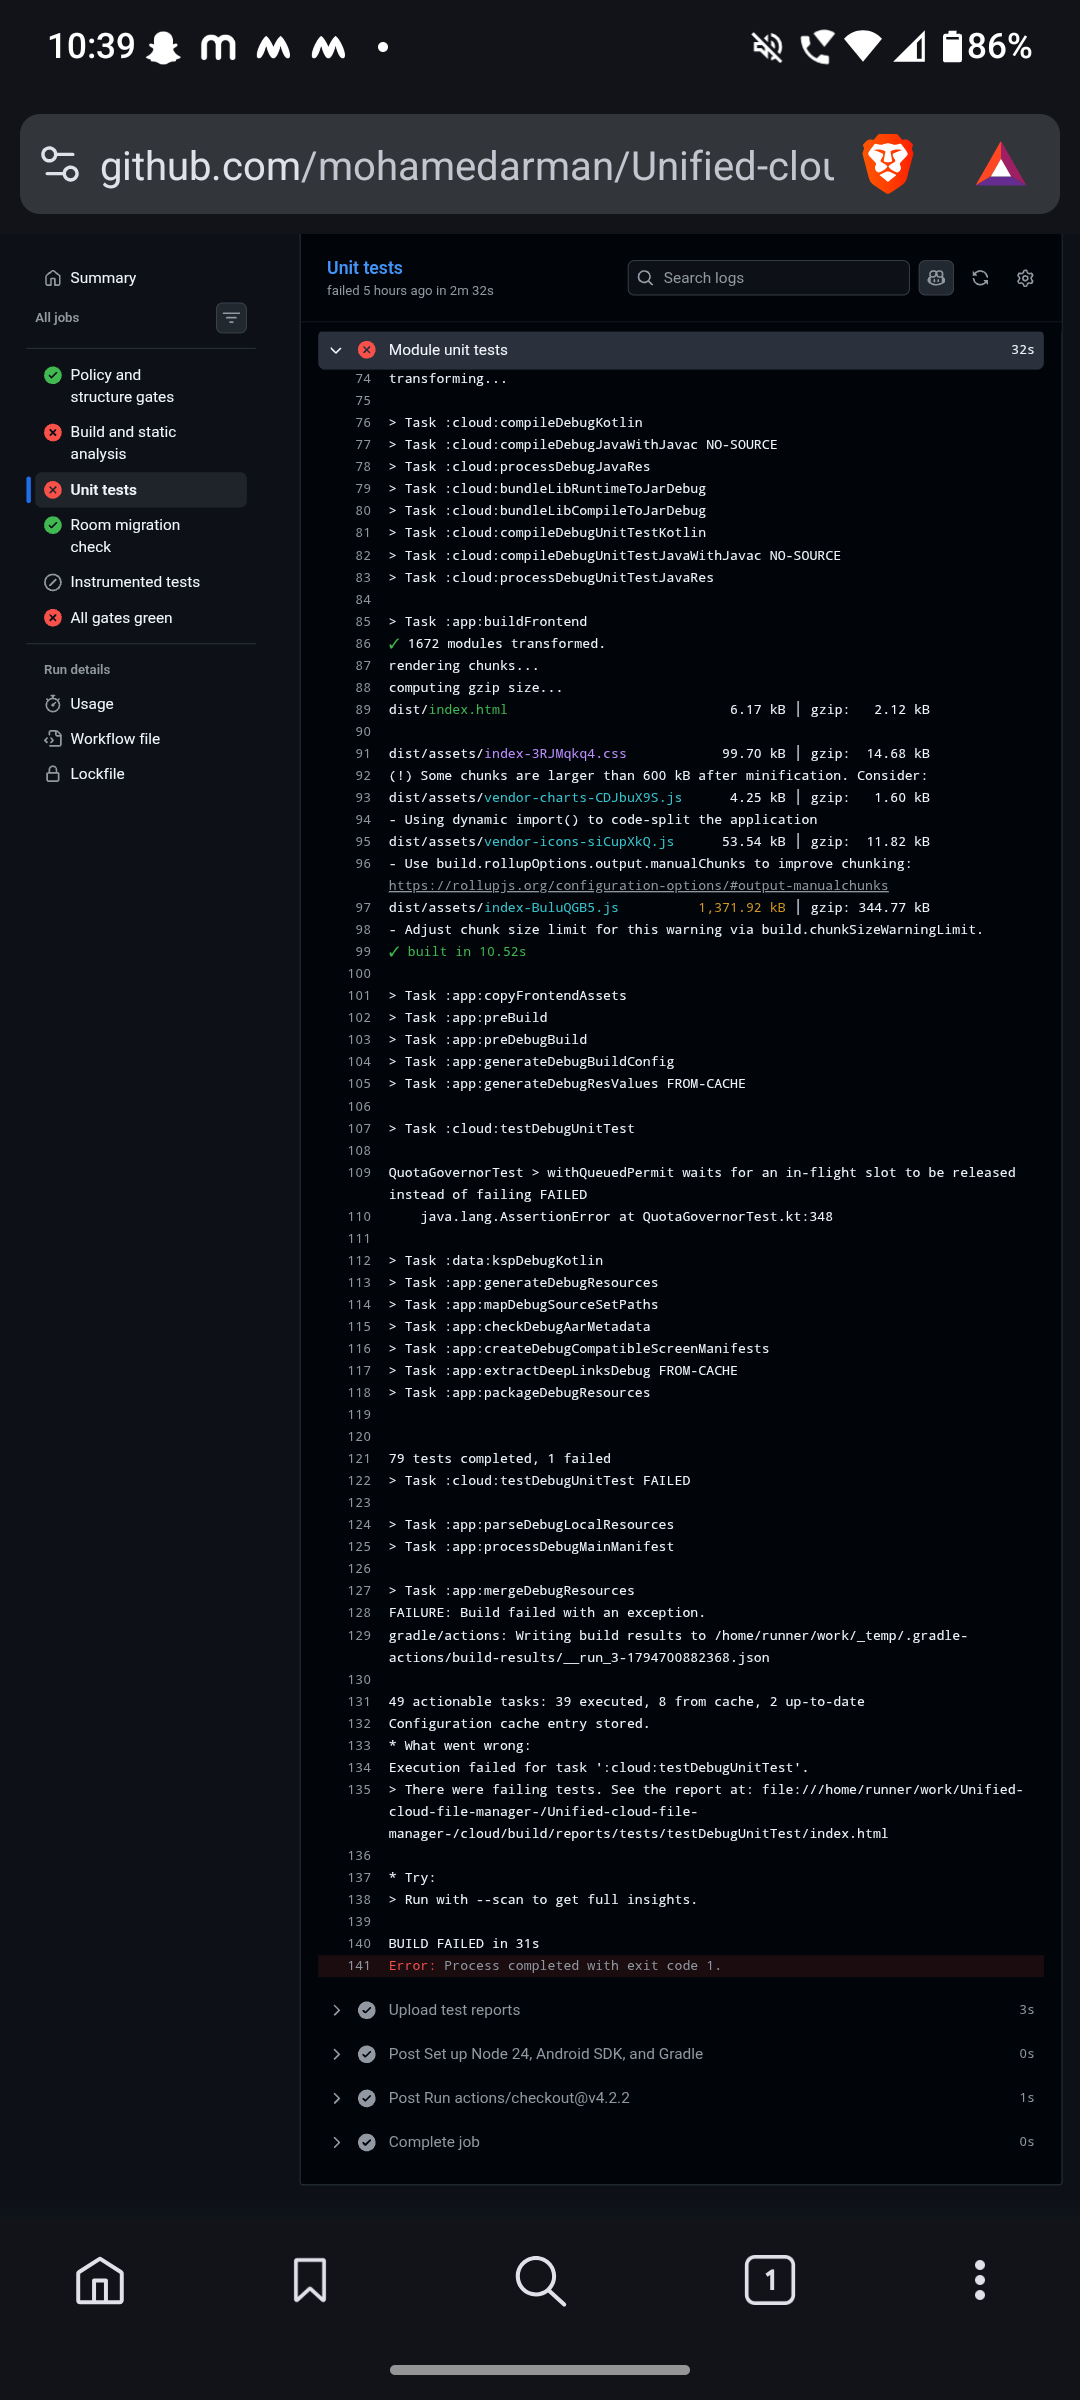 10:39
86%
github.com/mohamedarman/Unified-clou
Summary
All jobs
Policy and
structure gates
Build and static
analysis
Unit tests
Room migration
check
Instrumented tests
All gates green
Run details
Usage
Workflow file
Lockfile
Unit tests
failed 5 hours ago in 2m 32s
Search logs
Module unit tests 32s
74 transforming...
75
76 > Task :cloud:compileDebugKotlin
77 > Task :cloud:compileDebugJavaWithJavac NO-SOURCE
78 > Task :cloud:processDebugJavaRes
79 > Task :cloud:bundleLibRuntimeToJarDebug
80 > Task :cloud:bundleLibCompileToJarDebug
81 > Task :cloud:compileDebugUnitTestKotlin
82 > Task :cloud:compileDebugUnitTestJavaWithJavac NO-SOURCE
83 > Task :cloud:processDebugUnitTestJavaRes
84
85 > Task :app:buildFrontend
86 ✓ 1672 modules transformed.
87 rendering chunks...
88 computing gzip size...
89 dist/index.html 6.17 kB │ gzip: 2.12 kB
90
91 dist/assets/index-3RJMqkq4.css 99.70 kB │ gzip: 14.68 kB
92 (!) Some chunks are larger than 600 kB after minification. Consider:
93 dist/assets/vendor-charts-CDJbuX9S.js 4.25 kB │ gzip: 1.60 kB
94 - Using dynamic import() to code-split the application
95 dist/assets/vendor-icons-siCupXkQ.js 53.54 kB │ gzip: 11.82 kB
96 - Use build.rollupOptions.output.manualChunks to improve chunking:
https://rollupjs.org/configuration-options/#output-manualchunks
97 dist/assets/index-BuluQGB5.js 1,371.92 kB │ gzip: 344.77 kB
98 - Adjust chunk size limit for this warning via build.chunkSizeWarningLimit.
99 ✓ built in 10.52s
100
101 > Task :app:copyFrontendAssets
102 > Task :app:preBuild
103 > Task :app:preDebugBuild
104 > Task :app:generateDebugBuildConfig
105 > Task :app:generateDebugResValues FROM-CACHE
106
107 > Task :cloud:testDebugUnitTest
108
109 QuotaGovernorTest > withQueuedPermit waits for an in-flight slot to be released
instead of failing FAILED
110 java.lang.AssertionError at QuotaGovernorTest.kt:348
111
112 > Task :data:kspDebugKotlin
113 > Task :app:generateDebugResources
114 > Task :app:mapDebugSourceSetPaths
115 > Task :app:checkDebugAarMetadata
116 > Task :app:createDebugCompatibleScreenManifests
117 > Task :app:extractDeepLinksDebug FROM-CACHE
118 > Task :app:packageDebugResources
119
120
121 79 tests completed, 1 failed
122 > Task :cloud:testDebugUnitTest FAILED
123
124 > Task :app:parseDebugLocalResources
125 > Task :app:processDebugMainManifest
126
127 > Task :app:mergeDebugResources
128 FAILURE: Build failed with an exception.
129 gradle/actions: Writing build results to /home/runner/work/_temp/.gradle-
actions/build-results/__run_3-1794700882368.json
130
131 49 actionable tasks: 39 executed, 8 from cache, 2 up-to-date
132 Configuration cache entry stored.
133 * What went wrong:
134 Execution failed for task ':cloud:testDebugUnitTest'.
135 > There were failing tests. See the report at: file:///home/runner/work/Unified-
cloud-file-manager-/Unified-cloud-file-
manager-/cloud/build/reports/tests/testDebugUnitTest/index.html
136
137 * Try:
138 > Run with --scan to get full insights.
139
140 BUILD FAILED in 31s
141 Error: Process completed with exit code 1.
Upload test reports 3s
Post Set up Node 24, Android SDK, and Gradle 0s
Post Run actions/checkout@v4.2.2 1s
Complete job 0s
1